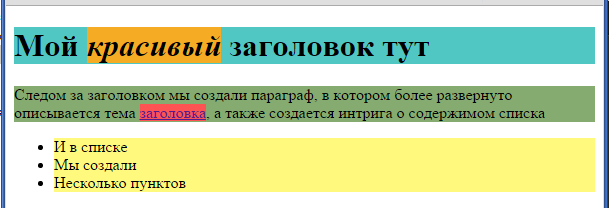 Мой красивый заголовок тут
Следом за заголовком мы создали параграф, в котором более развернуто
описывается тема заголовка, а также создается интрига о содержимом списка
И в списке
Мы создали
Несколько пунктов